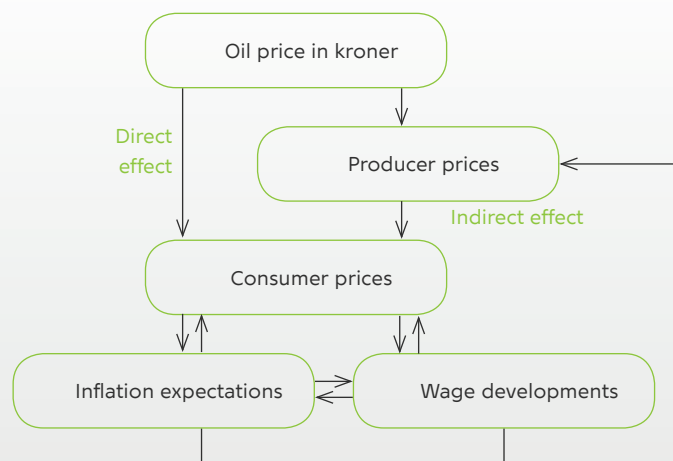 Oil price in kroner
Direct
effect
Producer prices
Indirect effect
Consumer prices
Inflation expectations
Wage developments